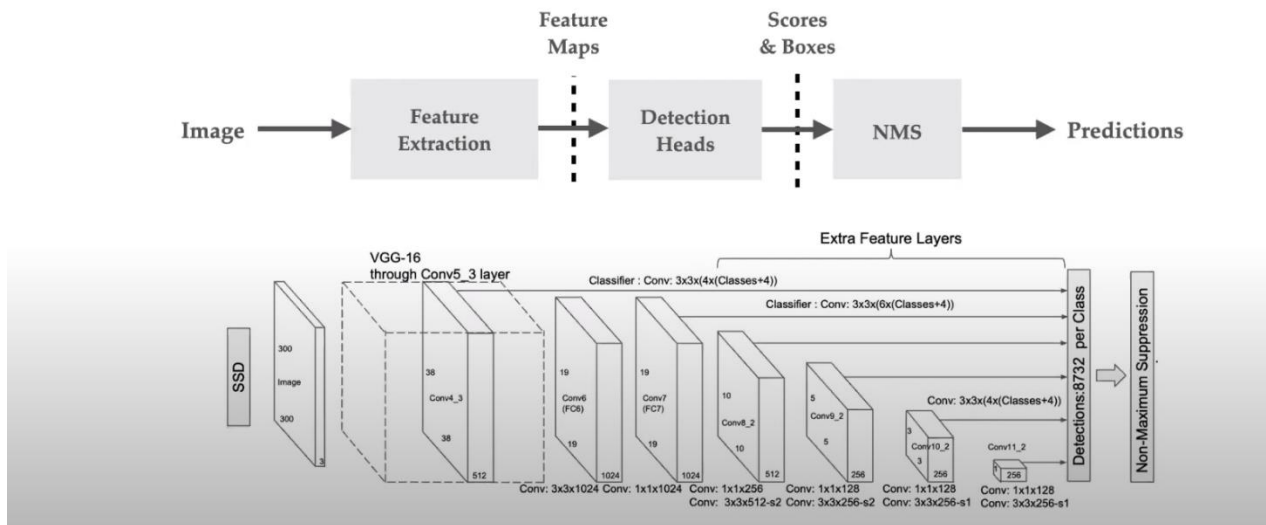 Feature
Maps
Scores
& Boxes
Image
Feature
Extraction
Detection
Heads
NMS
Predictions
Extra Feature Layers
VGG-16
through Conv5_3 layer
Classifier : Conv: 3x3x(4x(Classes+4))
Classifier : Conv: 3x3x(6x(Classes+4))
SSD
300
Image
300
3
38
Conv4_3
38
512
19
Conv6
(FC6)
19
1024
19
Conv7
(FC7)
19
1024
10
Conv8_2
10
512
5
Conv9_2
5
256
Conv: 3x3x(4x(Classes+4))
3
Conv10_2
3
256
Conv11_2
1
256
Detections:8732 per Class
Non-Maximum Suppression
Conv: 3x3x1024
Conv: 1x1x1024
Conv: 1x1x256
Conv: 3x3x512-s2
Conv: 1x1x128
Conv: 3x3x256-s2
Conv: 1x1x128
Conv: 3x3x256-s1
Conv: 1x1x128
Conv: 3x3x256-s1